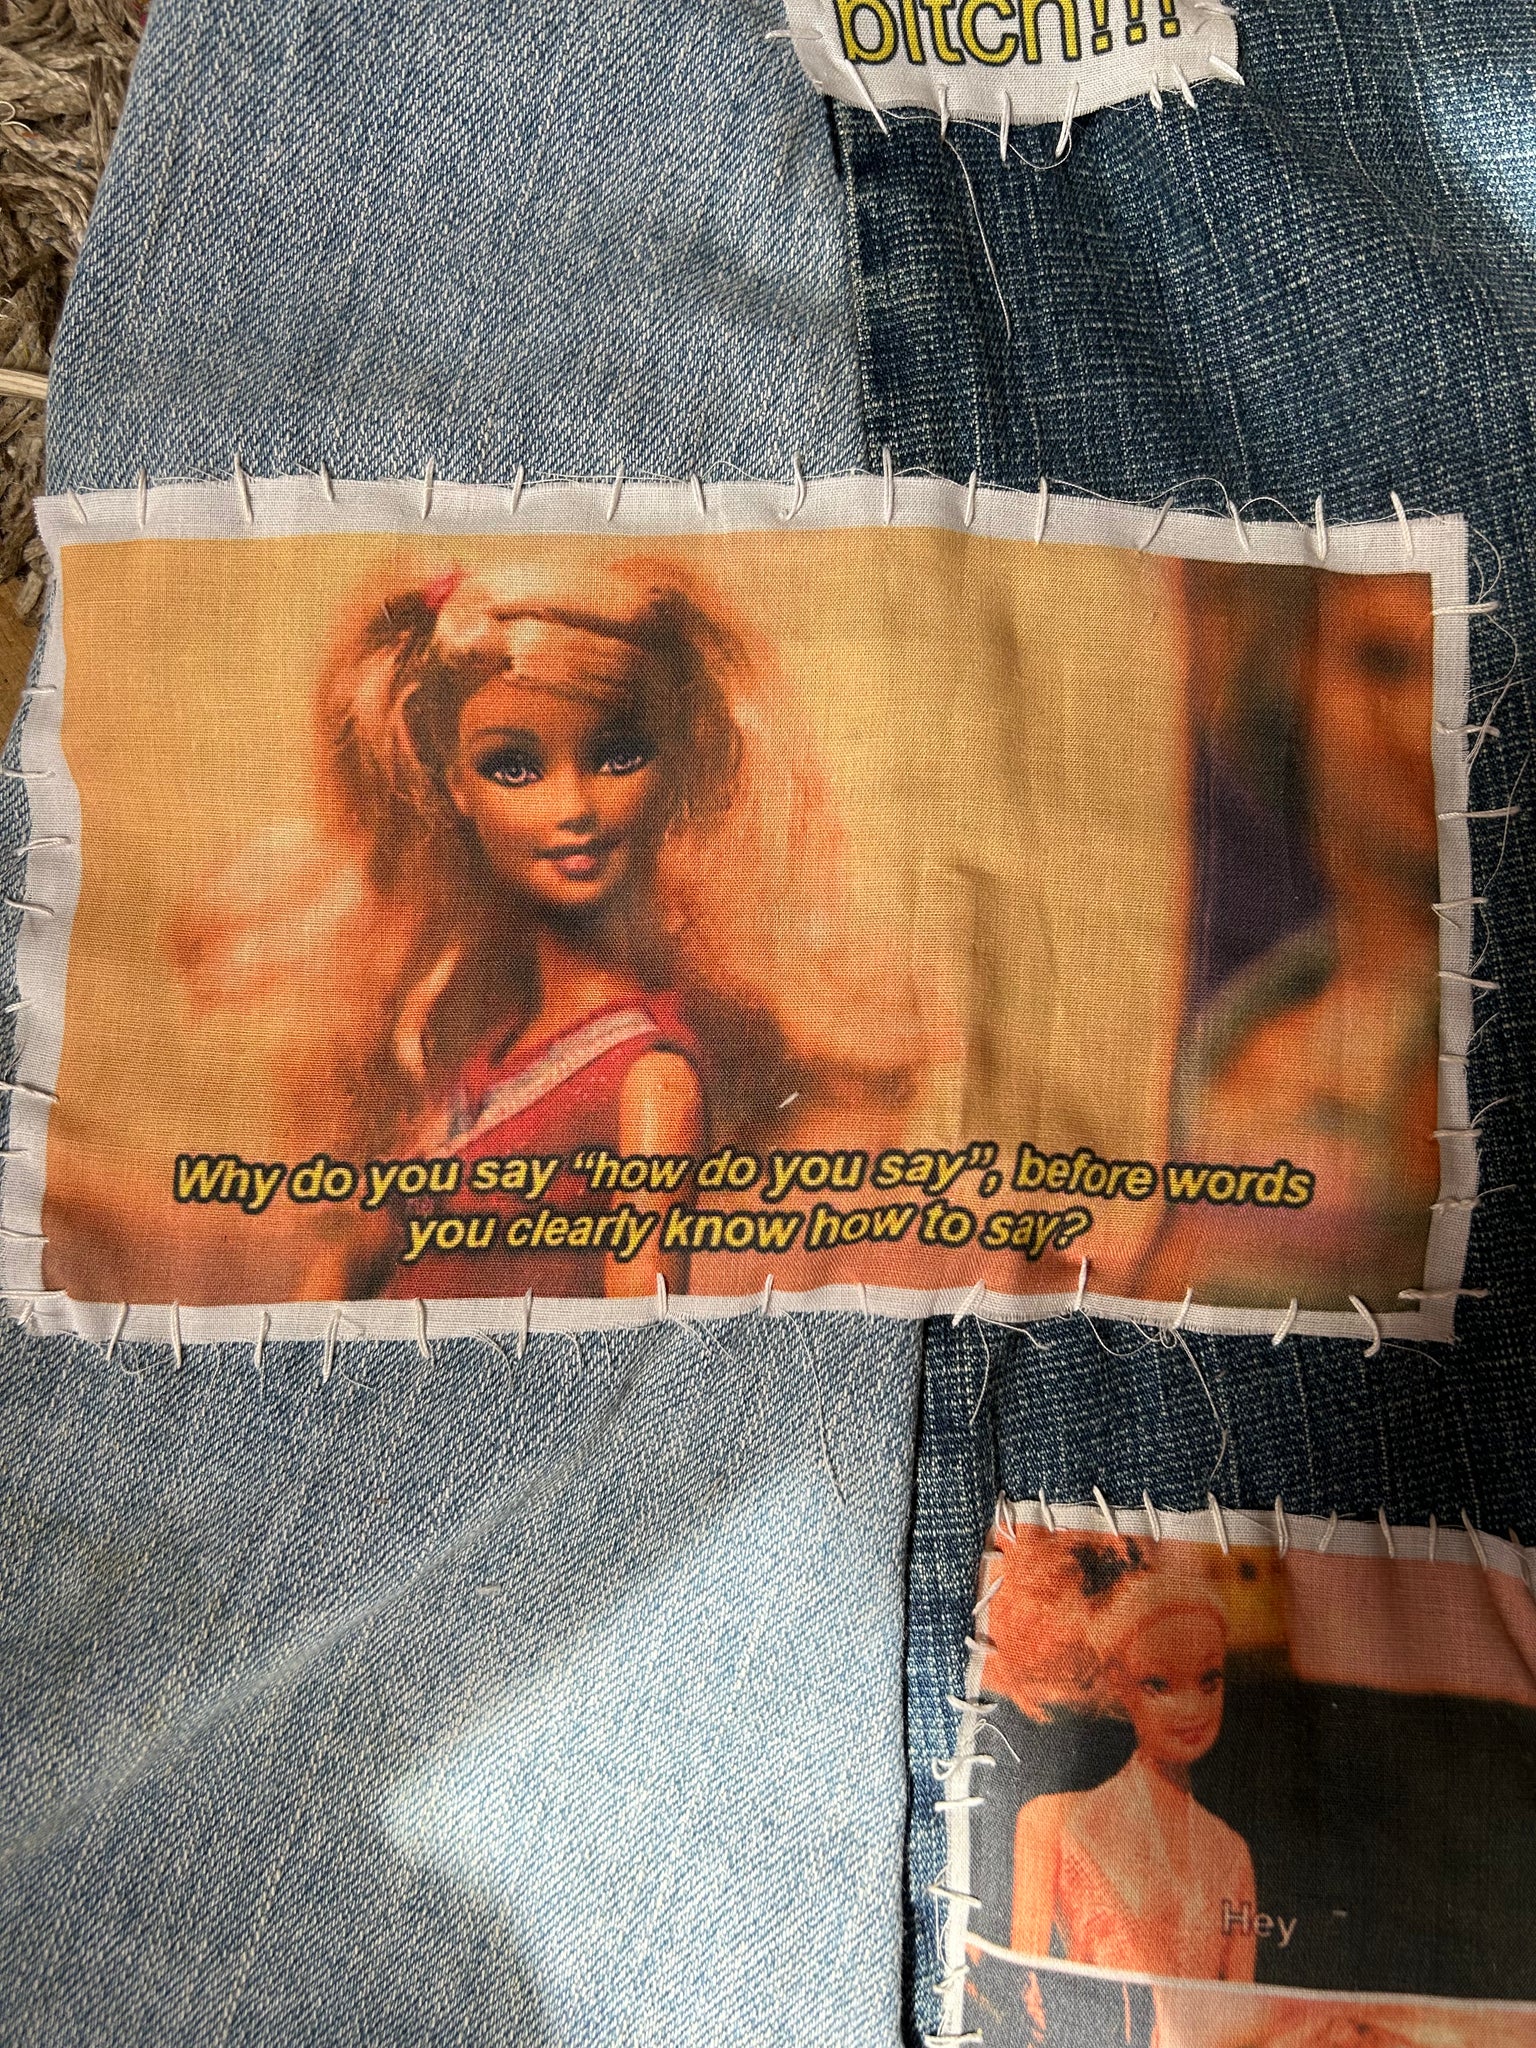 bitch!!!
Why do you say “how do you say”, before words
you clearly know how to say?
Hey